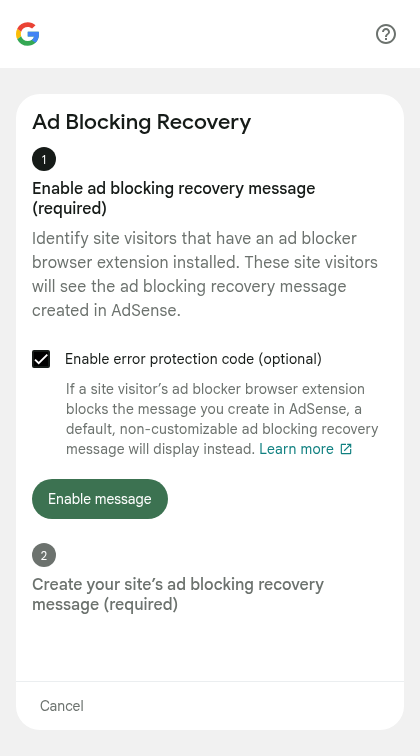 Ad Blocking Recovery
1
Enable ad blocking recovery message
(required)
Identify site visitors that have an ad blocker
browser extension installed. These site visitors
will see the ad blocking recovery message
created in AdSense.
Enable error protection code (optional)
If a site visitor's ad blocker browser extension
blocks the message you create in AdSense, a
default, non-customizable ad blocking recovery
message will display instead. Learn more
Enable message
2
Create your site's ad blocking recovery
message (required)
Cancel